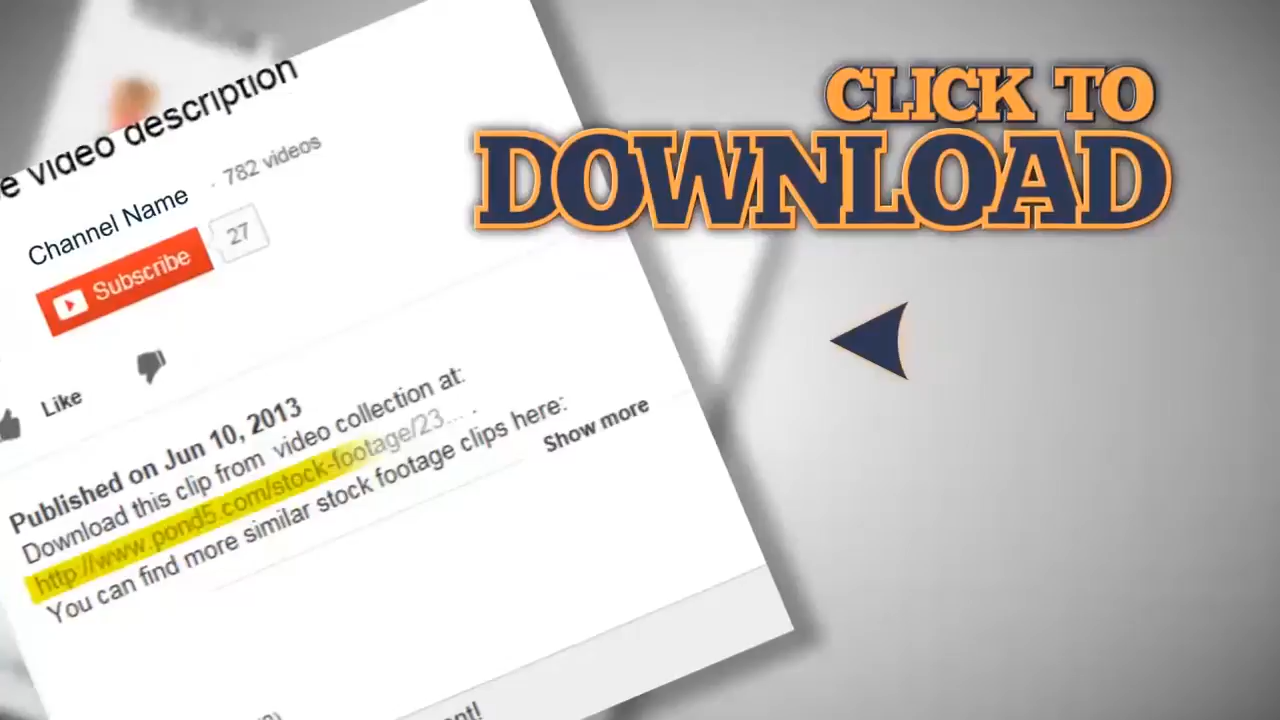 CLICK TO
DOWNLOAD
video description
Channel Name · 782 videos
Subscribe 27
Like
Published on Jun 10, 2013
Download this clip from video collection at:
http://www.pond5.com/stock-footage/23... .
You can find more similar stock footage clips here:
Show more